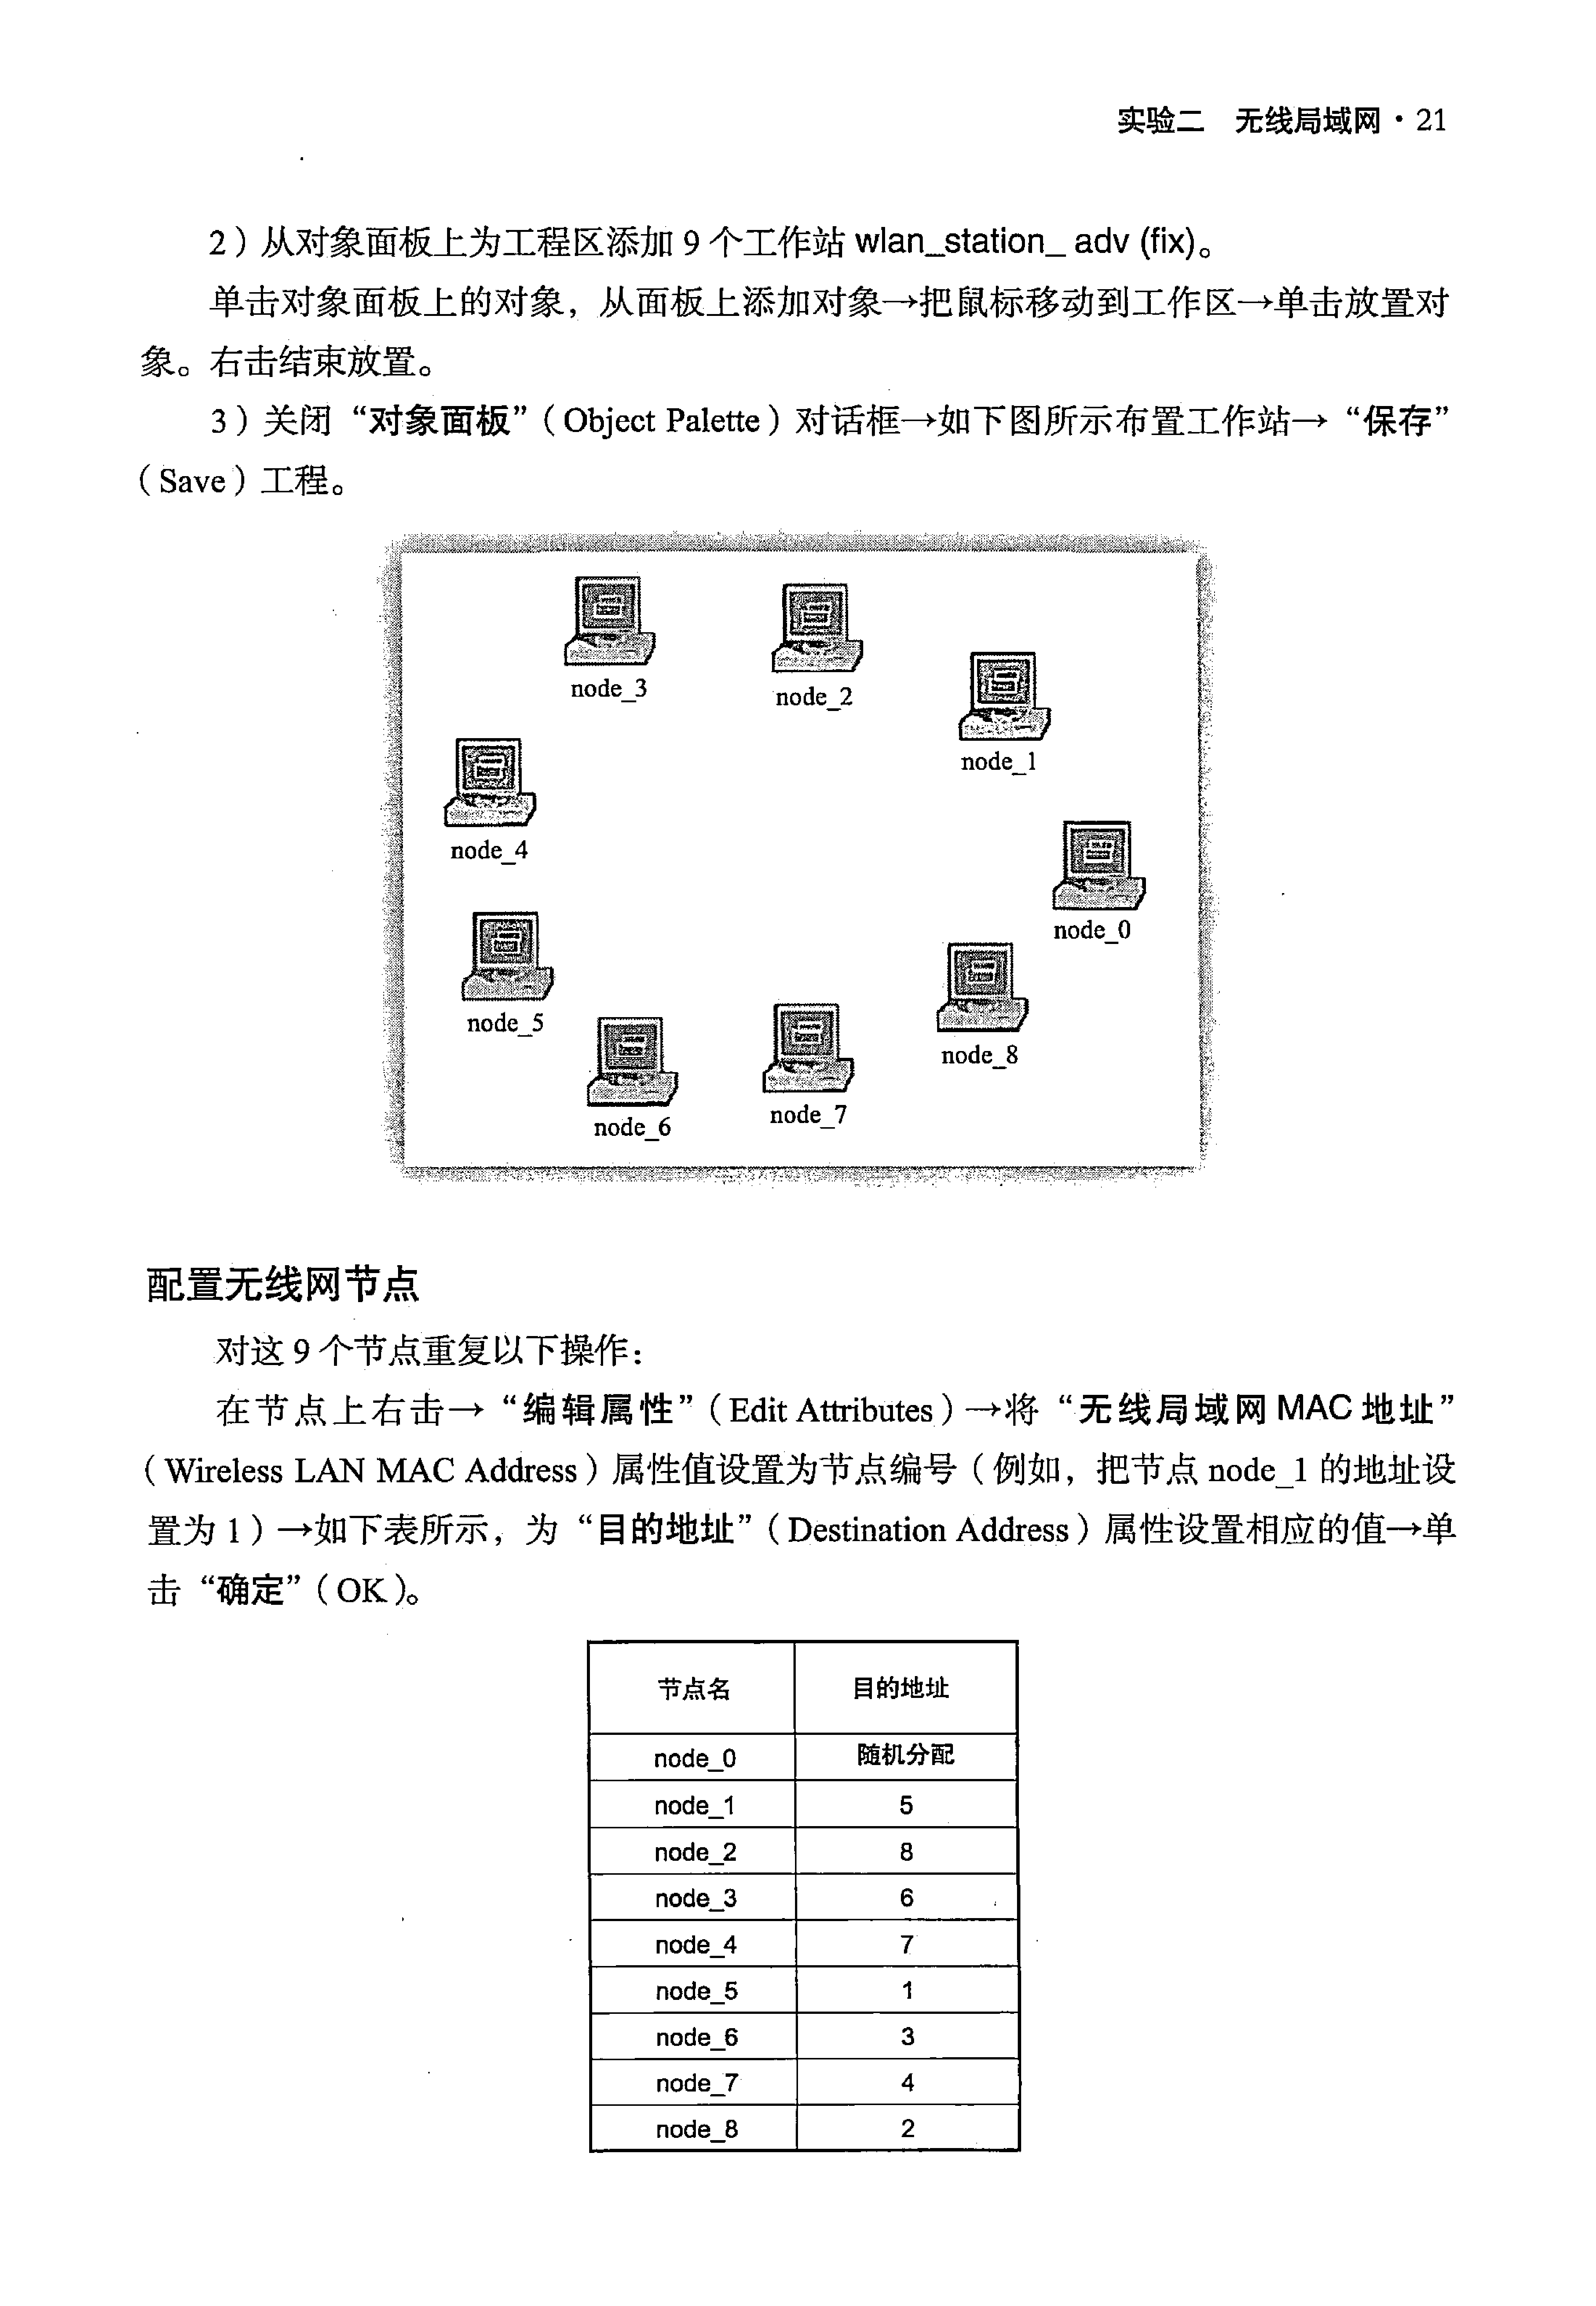 实验二　无线局域网·21
2）从对象面板上为工程区添加 9 个工作站 wlan_station_ adv (fix)。
单击对象面板上的对象，从面板上添加对象→把鼠标移动到工作区→单击放置对
象。右击结束放置。
3）关闭“对象面板”（Object Palette）对话框→如下图所示布置工作站→“保存”
（Save）工程。
node_3
node_2
node_1
node_4
node_0
node_5
node_8
node_6
node_7
配置无线网节点
对这 9 个节点重复以下操作：
在节点上右击→“编辑属性”（Edit Attributes）→将“无线局域网 MAC 地址”
（Wireless LAN MAC Address）属性值设置为节点编号（例如，把节点 node_1 的地址设
置为 1）→如下表所示，为“目的地址”（Destination Address）属性设置相应的值→单
击“确定”（OK）。
节点名 目的地址
node_0 随机分配
node_1 5
node_2 8
node_3 6
node_4 7
node_5 1
node_6 3
node_7 4
node_8 2